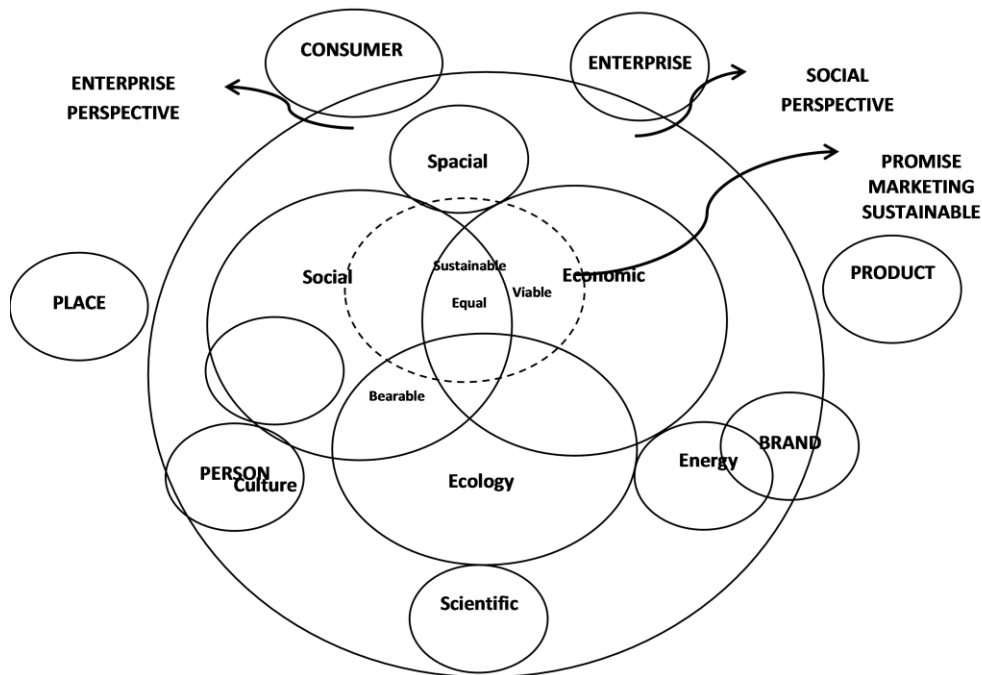 CONSUMER
ENTERPRISE
ENTERPRISE
PERSPECTIVE
SOCIAL
PERSPECTIVE
Spacial
PROMISE
MARKETING
SUSTAINABLE
Social
Sustainable
Economic
PLACE
Equal
Viable
PRODUCT
Bearable
PERSON
Culture
Ecology
Energy
BRAND
Scientific